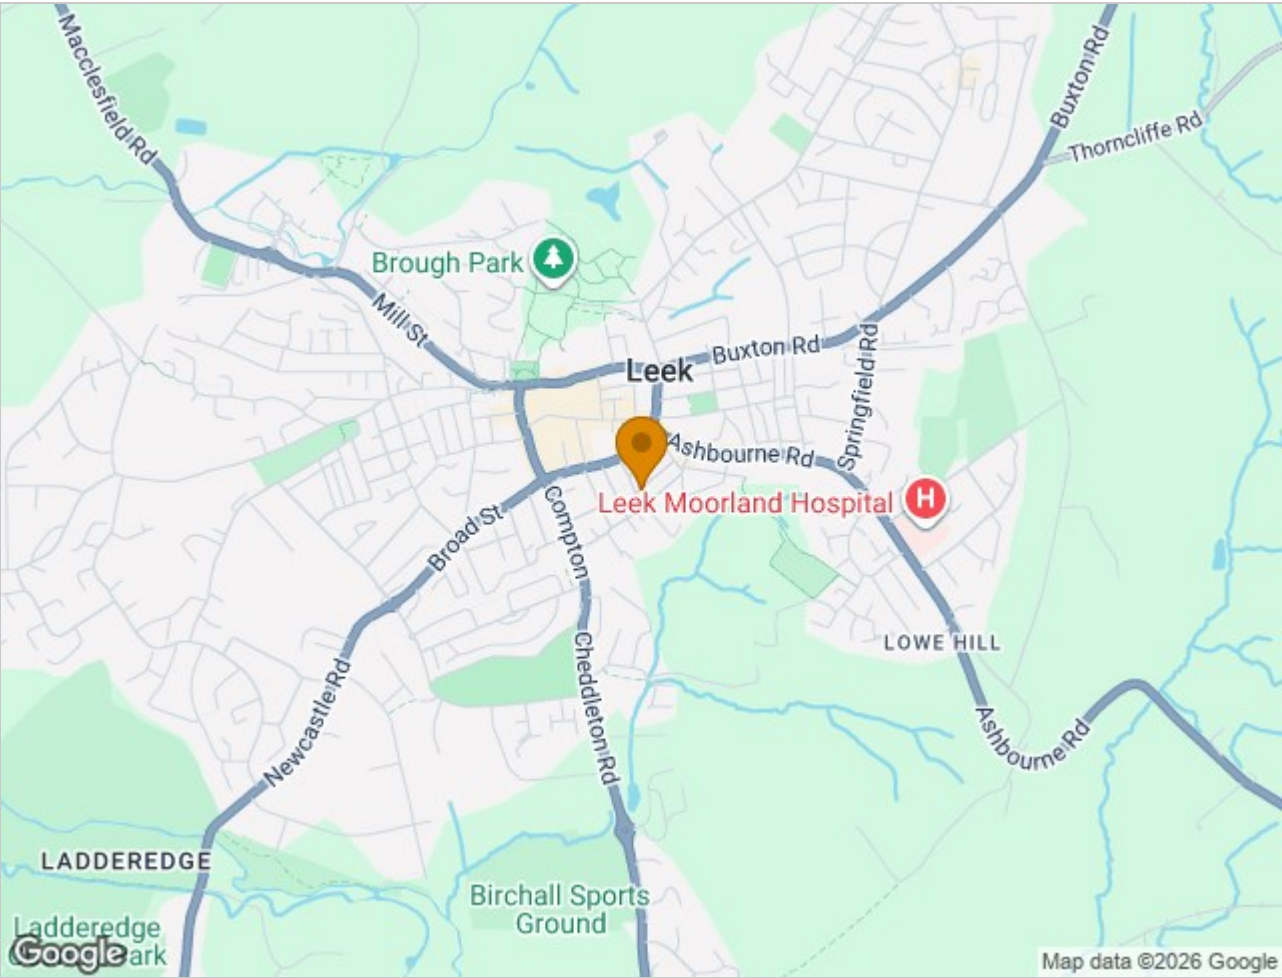 Macclesfield Rd
Buxton Rd
Thorncliffe Rd
Brough Park
Mill St
Leek
Buxton Rd
Springfield Rd
Ashbourne Rd
Leek Moorland Hospital
H
Broad St
Compton
LOWE HILL
Cheddleton Rd
Newcastle Rd
Ashbourne Rd
LADDEREDGE
Birchall Sports
Ground
Ladderedge
Park
Google
Map data ©2026 Google